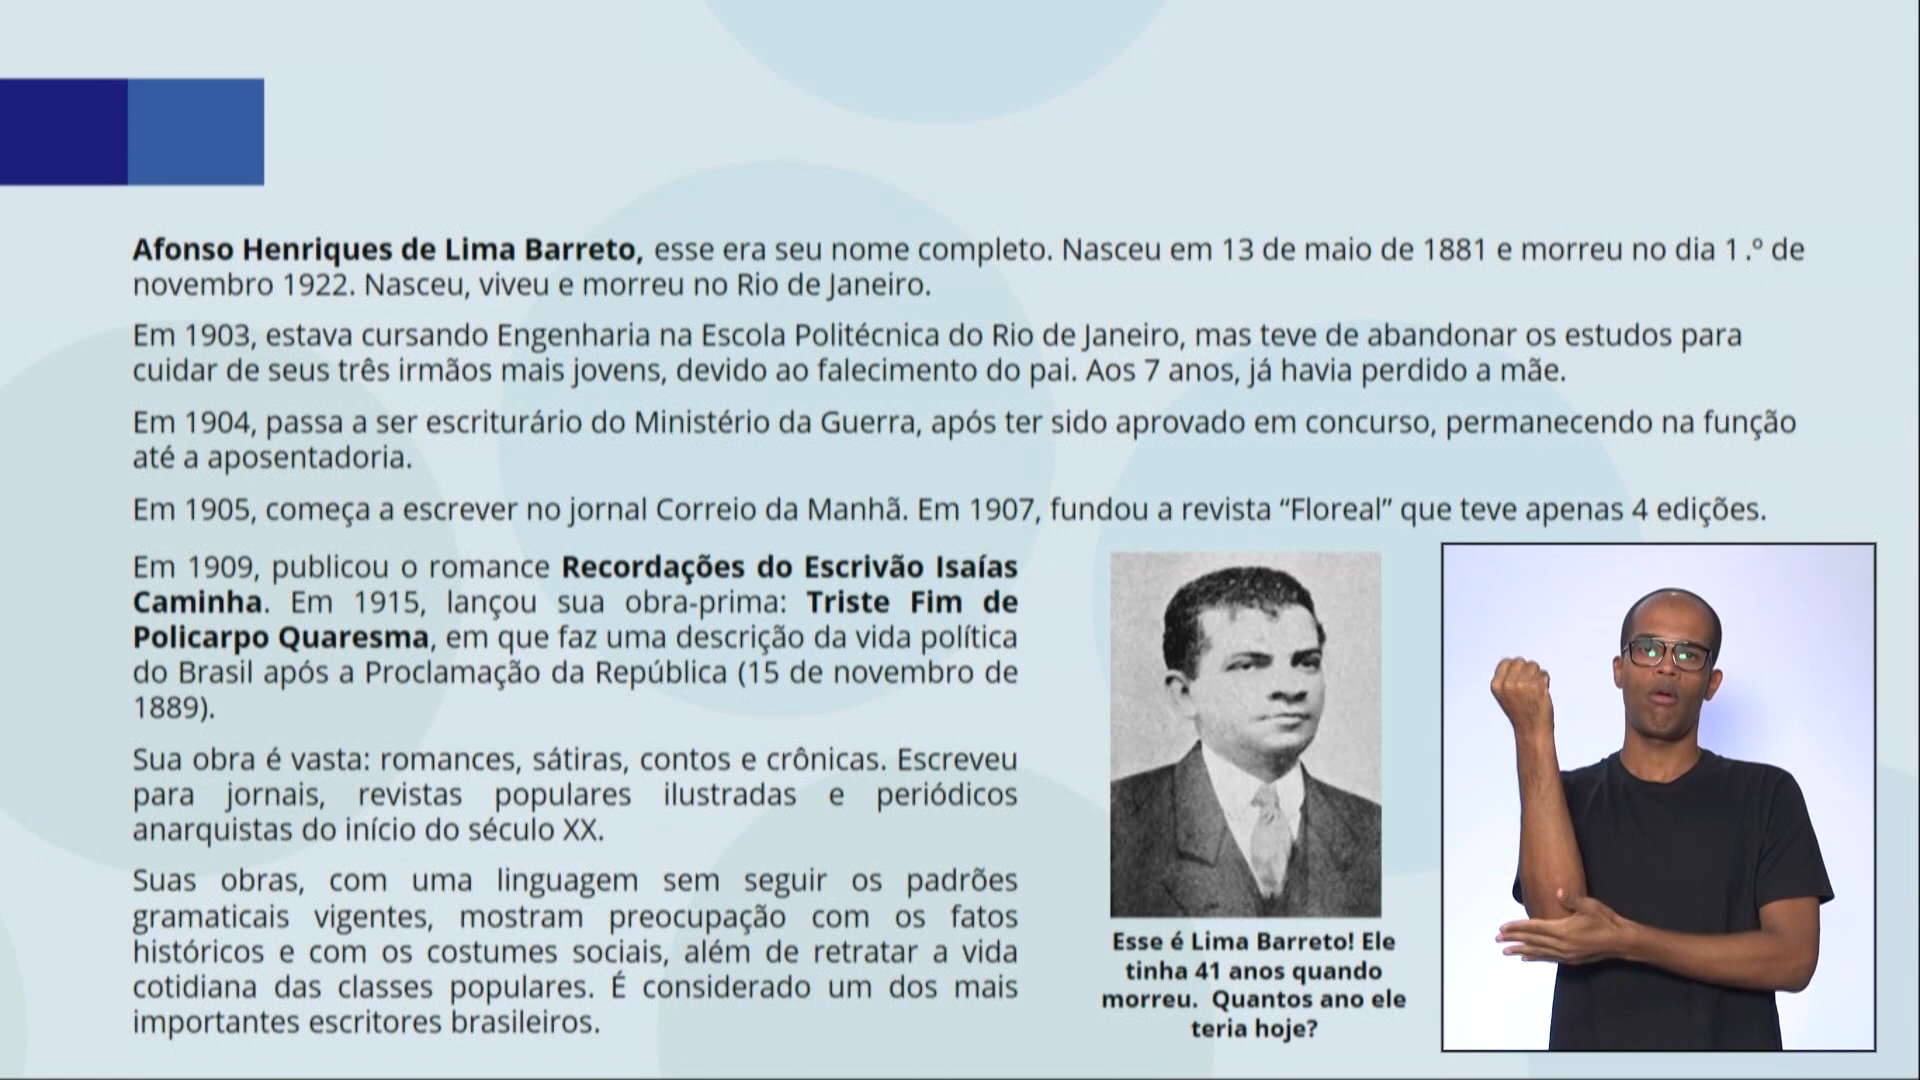 Afonso Henriques de Lima Barreto, esse era seu nome completo. Nasceu em 13 de maio de 1881 e morreu no dia 1.º de
novembro 1922. Nasceu, viveu e morreu no Rio de Janeiro.
Em 1903, estava cursando Engenharia na Escola Politécnica do Rio de Janeiro, mas teve de abandonar os estudos para
cuidar de seus três irmãos mais jovens, devido ao falecimento do pai. Aos 7 anos, já havia perdido a mãe.
Em 1904, passa a ser escriturário do Ministério da Guerra, após ter sido aprovado em concurso, permanecendo na função
até a aposentadoria.
Em 1905, começa a escrever no jornal Correio da Manhã. Em 1907, fundou a revista “Floreal” que teve apenas 4 edições.
Em 1909, publicou o romance Recordações do Escrivão Isaías
Caminha. Em 1915, lançou sua obra-prima: Triste Fim de
Policarpo Quaresma, em que faz uma descrição da vida política
do Brasil após a Proclamação da República (15 de novembro de
1889).
Sua obra é vasta: romances, sátiras, contos e crônicas. Escreveu
para jornais, revistas populares ilustradas e periódicos
anarquistas do início do século XX.
Suas obras, com uma linguagem sem seguir os padrões
gramaticais vigentes, mostram preocupação com os fatos
históricos e com os costumes sociais, além de retratar a vida
cotidiana das classes populares. É considerado um dos mais
importantes escritores brasileiros.
Esse é Lima Barreto! Ele
tinha 41 anos quando
morreu. Quantos ano ele
teria hoje?